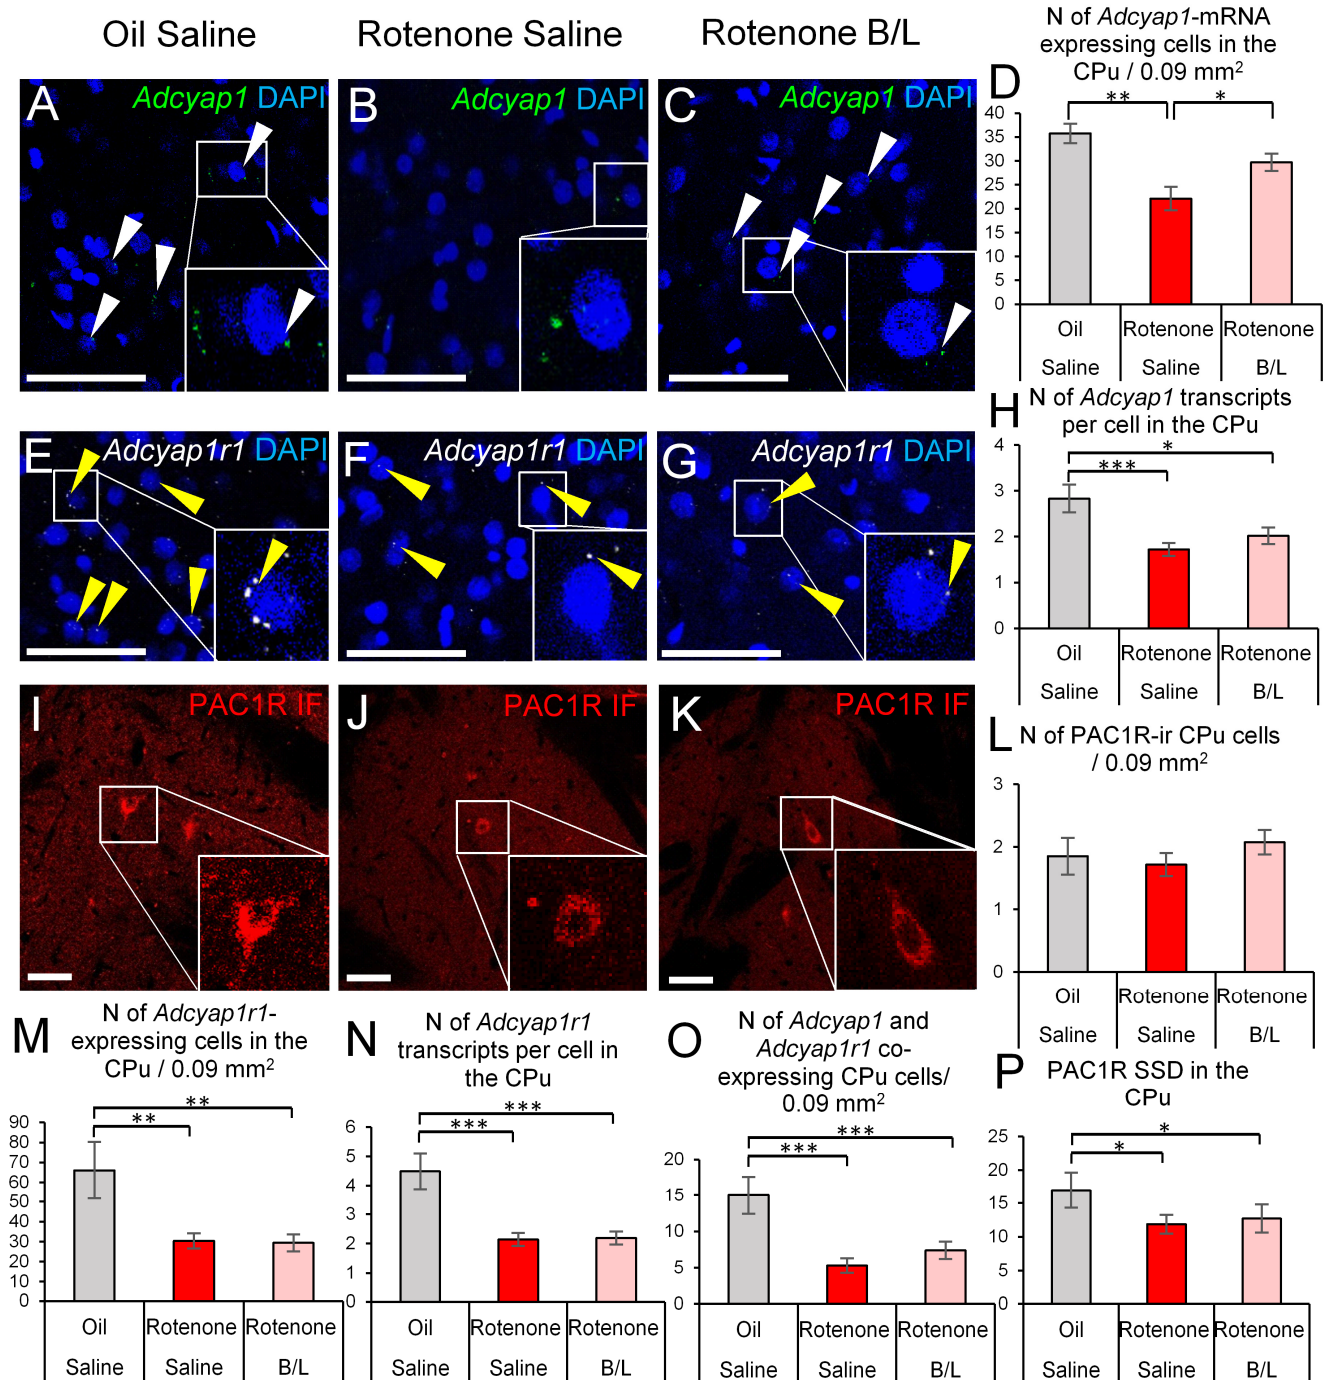 Oil Saline
Rotenone Saline
Rotenone B/L
A
Adcyap1 DAPI
B
Adcyap1 DAPI
C
Adcyap1 DAPI
D
N of Adcyap1-mRNA
expressing cells in the
CPu / 0.09 mm²
**
*
40
35
30
25
20
15
10
5
0
Oil
Rotenone
Rotenone
Saline
Saline
B/L
E
Adcyap1r1 DAPI
F
Adcyap1r1 DAPI
G
Adcyap1r1 DAPI
H
N of Adcyap1 transcripts
per cell in the CPu
*
***
4
3
2
1
0
Oil
Rotenone
Rotenone
Saline
Saline
B/L
I
PAC1R IF
J
PAC1R IF
K
PAC1R IF
L
N of PAC1R-ir CPu cells
/ 0.09 mm²
3
2
1
0
Oil
Rotenone
Rotenone
Saline
Saline
B/L
M
N of Adcyap1r1-
expressing cells in the
CPu / 0.09 mm²
**
**
90
80
70
60
50
40
30
20
10
0
Oil
Rotenone
Rotenone
Saline
Saline
B/L
N
N of Adcyap1r1
transcripts per cell in
the CPu
***
***
6
5
4
3
2
1
0
Oil
Rotenone
Rotenone
Saline
Saline
B/L
O
N of Adcyap1 and
Adcyap1r1 co-
expressing CPu cells/
0.09 mm²
***
***
20
15
10
5
0
Oil
Rotenone
Rotenone
Saline
Saline
B/L
P
PAC1R SSD in the
CPu
*
*
25
20
15
10
5
0
Oil
Rotenone
Rotenone
Saline
Saline
B/L